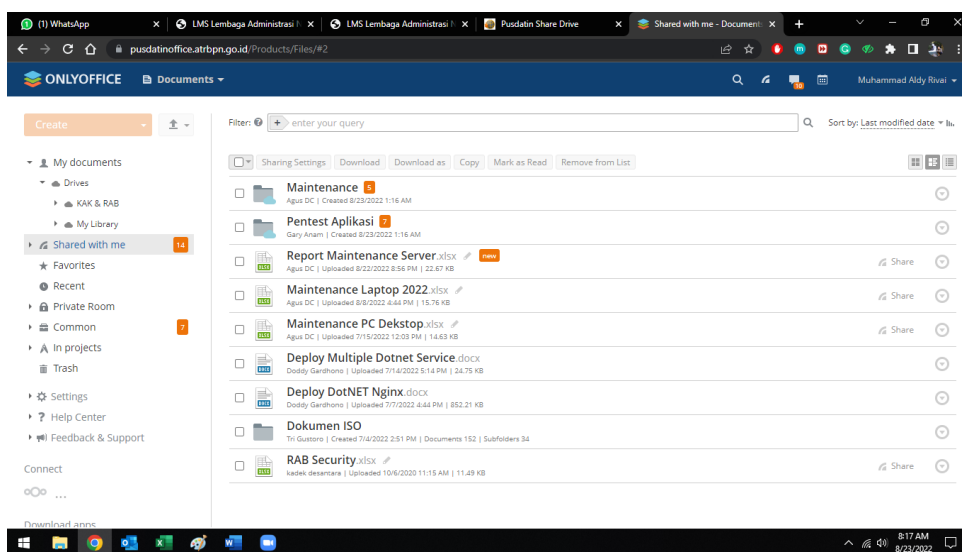 (1) WhatsApp
LMS Lembaga Administrasi N
LMS Lembaga Administrasi N
Pusdatin Share Drive
Shared with me - Documents
pusdatinoffice.atrbpn.go.id/Products/Files/#2
ONLYOFFICE Documents
10
Muhammad Aldy Rivai
Create
Filter: ? + enter your query
Sort by: Last modified date
Sharing Settings Download Download as Copy Mark as Read Remove from List
My documents
Drives
KAK & RAB
My Library
Shared with me 14
Favorites
Recent
Private Room
Common 7
In projects
Trash
Settings
? Help Center
Feedback & Support
Connect
...
Download apps
Maintenance 5
Agus DC | Created 8/23/2022 1:16 AM
Pentest Aplikasi 7
Gary Anam | Created 8/23/2022 1:16 AM
Report Maintenance Server.xlsx new
Agus DC | Uploaded 8/22/2022 8:56 PM | 22.67 KB
Share
Maintenance Laptop 2022.xlsx
Agus DC | Uploaded 8/8/2022 4:44 PM | 15.76 KB
Share
Maintenance PC Dekstop.xlsx
Agus DC | Uploaded 7/15/2022 12:03 PM | 14.63 KB
Share
Deploy Multiple Dotnet Service.docx
Doddy Gardhono | Uploaded 7/14/2022 5:14 PM | 24.75 KB
Deploy DotNET Nginx.docx
Doddy Gardhono | Uploaded 7/7/2022 4:44 PM | 852.21 KB
Dokumen ISO
Tri Gustoro | Created 7/4/2022 2:51 PM | Documents 152 | Subfolders 34
RAB Security.xlsx
kadek desantara | Uploaded 10/6/2020 11:15 AM | 11.49 KB
Share
8:17 AM
8/23/2022